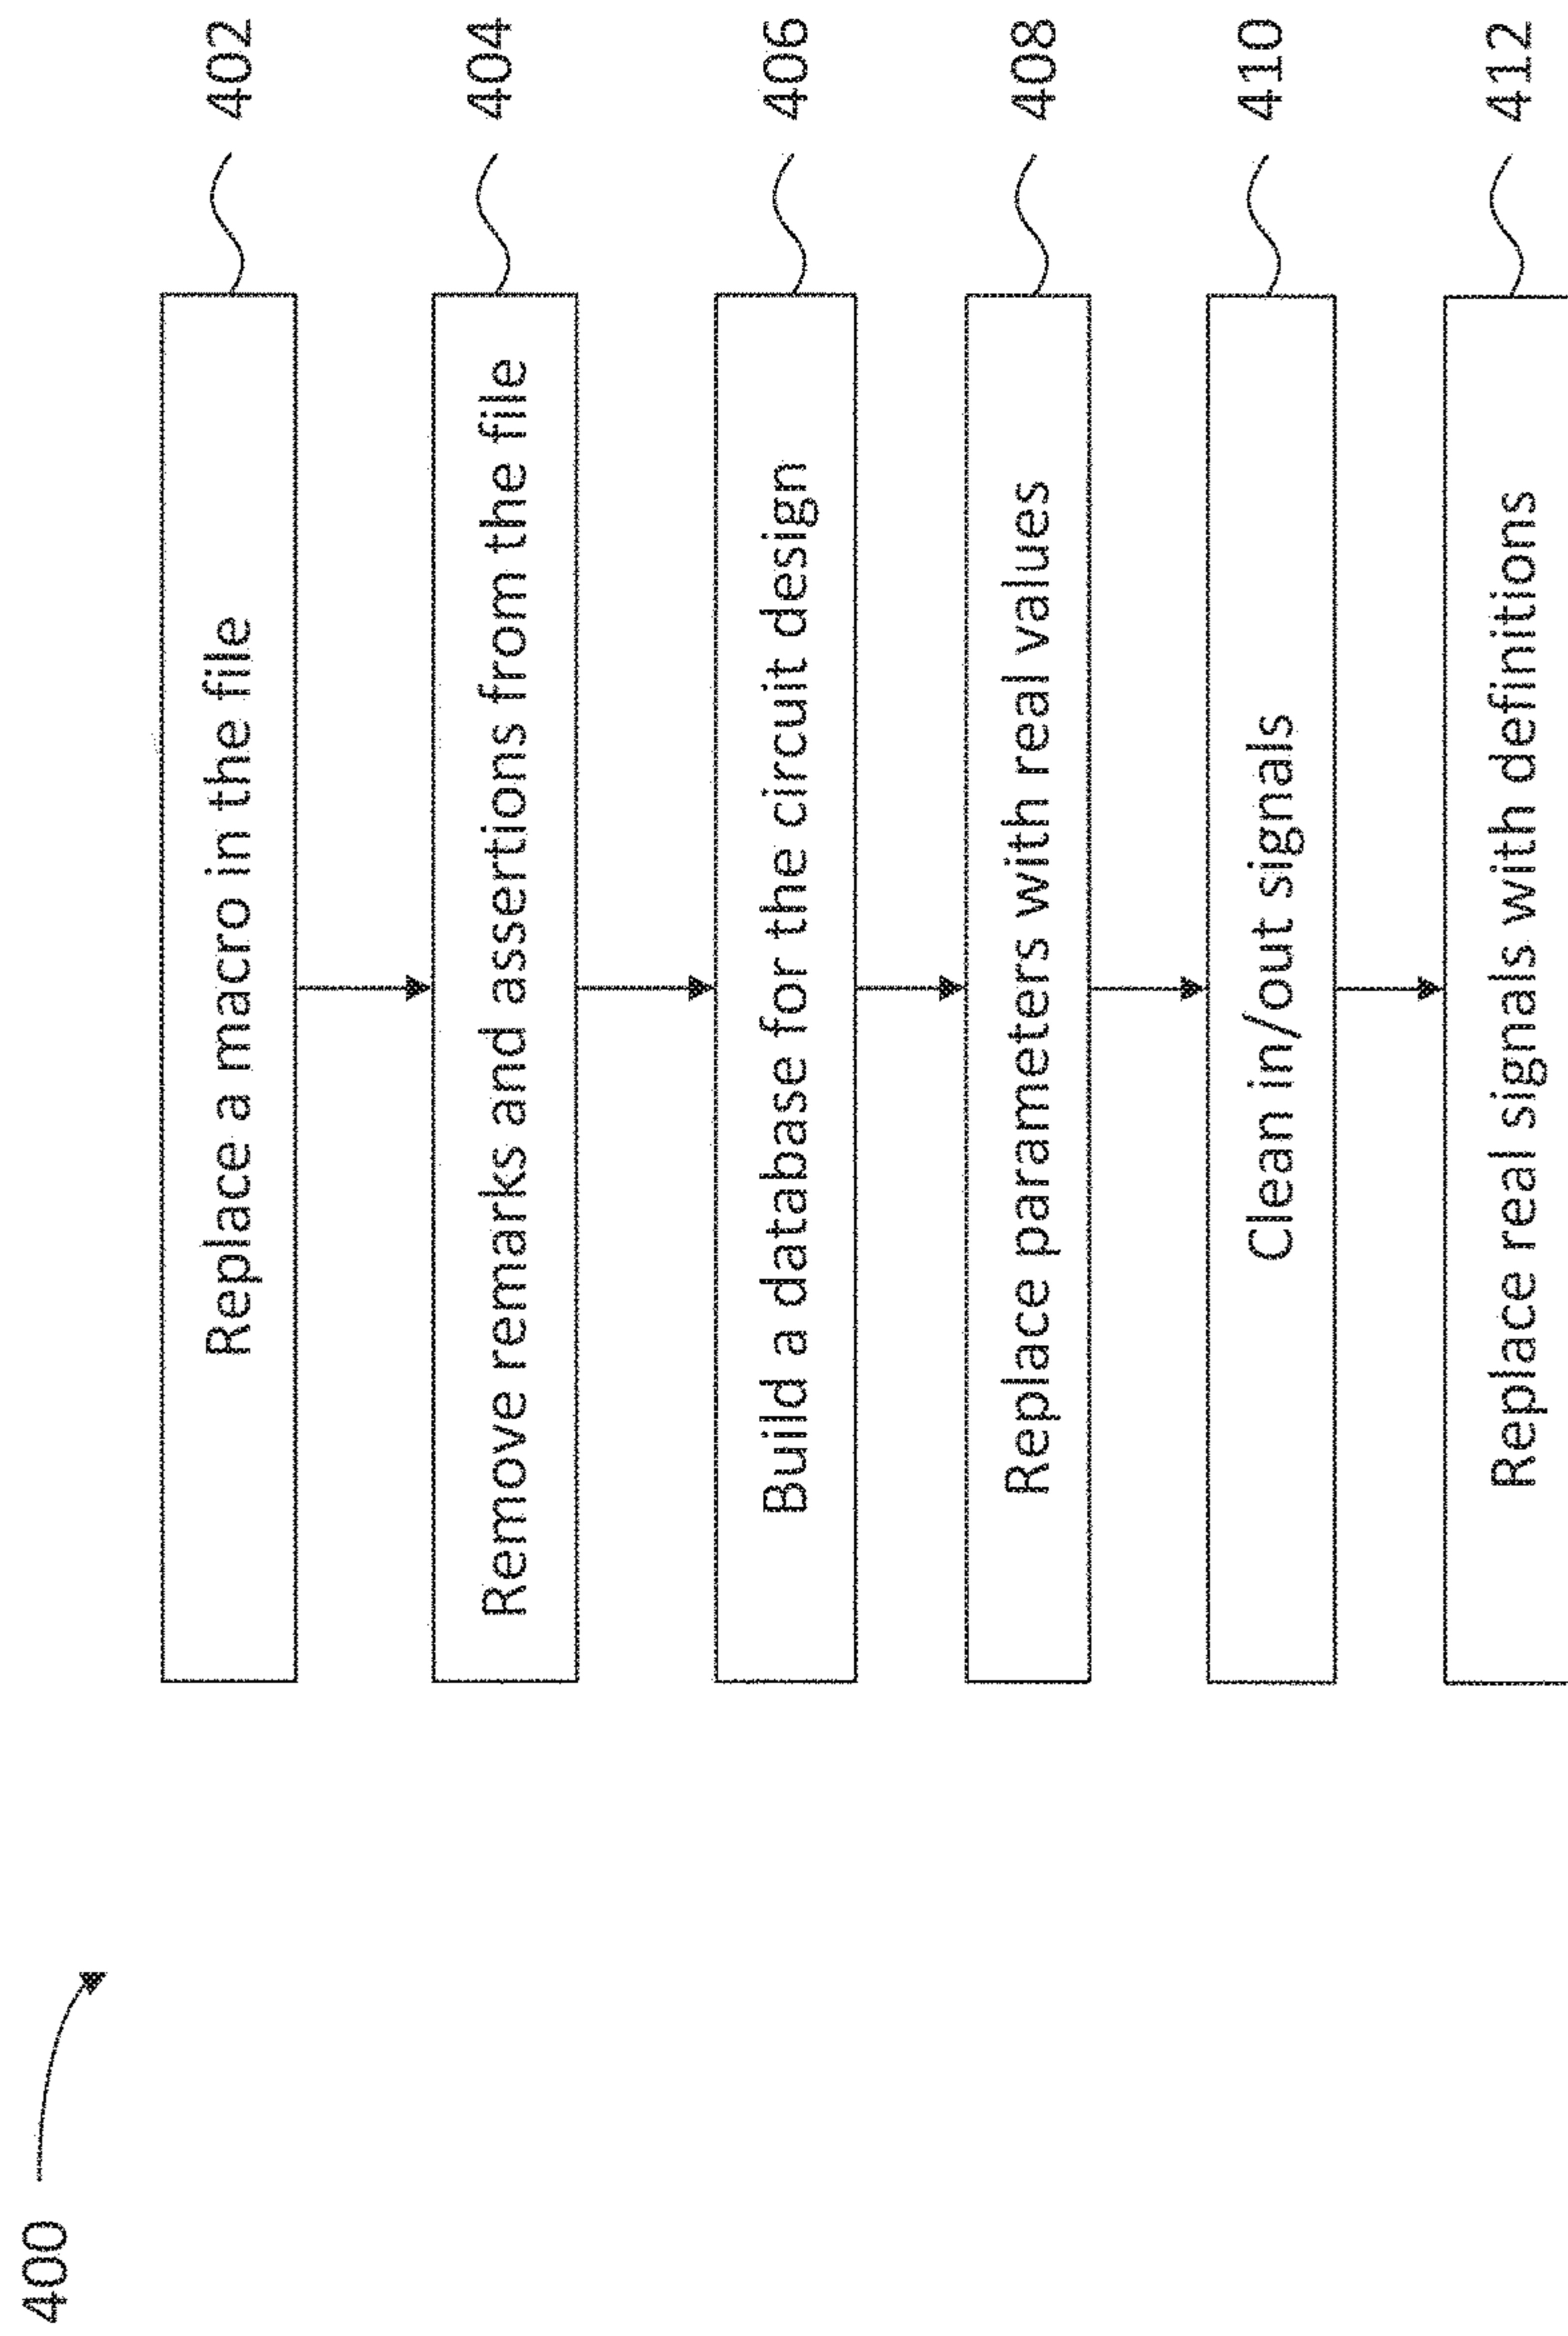 400
Replace a macro in the file
402
Remove remarks and assertions from the file
404
Build a database for the circuit design
406
Replace parameters with real values
408
Clean in/out signals
410
Replace real signals with definitions
412